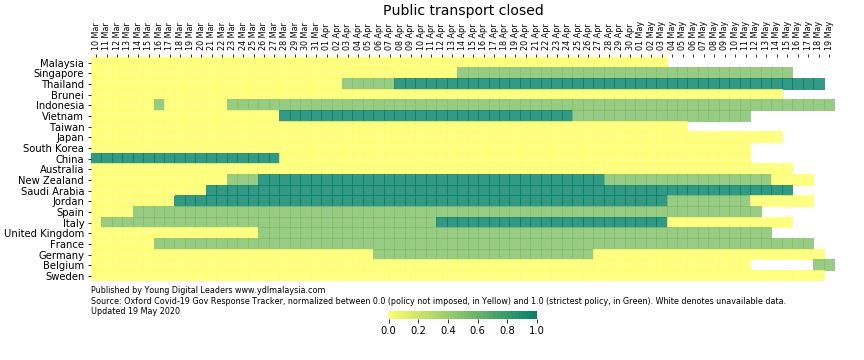 Public transport closed
10 Mar
11 Mar
12 Mar
13 Mar
14 Mar
15 Mar
16 Mar
17 Mar
18 Mar
19 Mar
20 Mar
21 Mar
22 Mar
23 Mar
24 Mar
25 Mar
26 Mar
27 Mar
28 Mar
29 Mar
30 Mar
31 Mar
01 Apr
02 Apr
03 Apr
04 Apr
05 Apr
06 Apr
07 Apr
08 Apr
09 Apr
10 Apr
11 Apr
12 Apr
13 Apr
14 Apr
15 Apr
16 Apr
17 Apr
18 Apr
19 Apr
20 Apr
21 Apr
22 Apr
23 Apr
24 Apr
25 Apr
26 Apr
27 Apr
28 Apr
29 Apr
30 Apr
01 May
02 May
03 May
04 May
05 May
06 May
07 May
08 May
09 May
10 May
11 May
12 May
13 May
14 May
15 May
16 May
17 May
18 May
19 May
Malaysia
Singapore
Thailand
Brunei
Indonesia
Vietnam
Taiwan
Japan
South Korea
China
Australia
New Zealand
Saudi Arabia
Jordan
Spain
Italy
United Kingdom
France
Germany
Belgium
Sweden
Published by Young Digital Leaders www.ydlmalaysia.com
Source: Oxford Covid-19 Gov Response Tracker, normalized between 0.0 (policy not imposed, in Yellow) and 1.0 (strictest policy, in Green). White denotes unavailable data.
Updated 19 May 2020
0.0 0.2 0.4 0.6 0.8 1.0